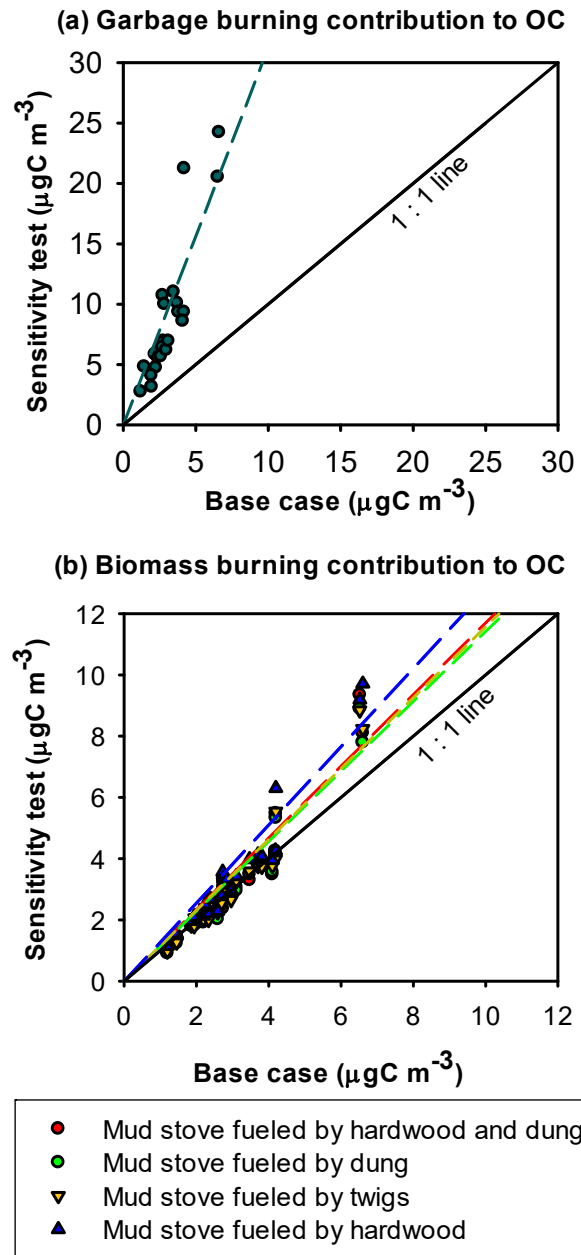 (a) Garbage burning contribution to OC
30
25
20
15
10
5
0
Sensitivity test (μgC m⁻³)
1 : 1 line
0 5 10 15 20 25 30
Base case (μgC m⁻³)
(b) Biomass burning contribution to OC
12
10
8
6
4
2
0
Sensitivity test (μgC m⁻³)
1 : 1 line
0 2 4 6 8 10 12
Base case (μgC m⁻³)
Mud stove fueled by hardwood and dung
Mud stove fueled by dung
Mud stove fueled by twigs
Mud stove fueled by hardwood